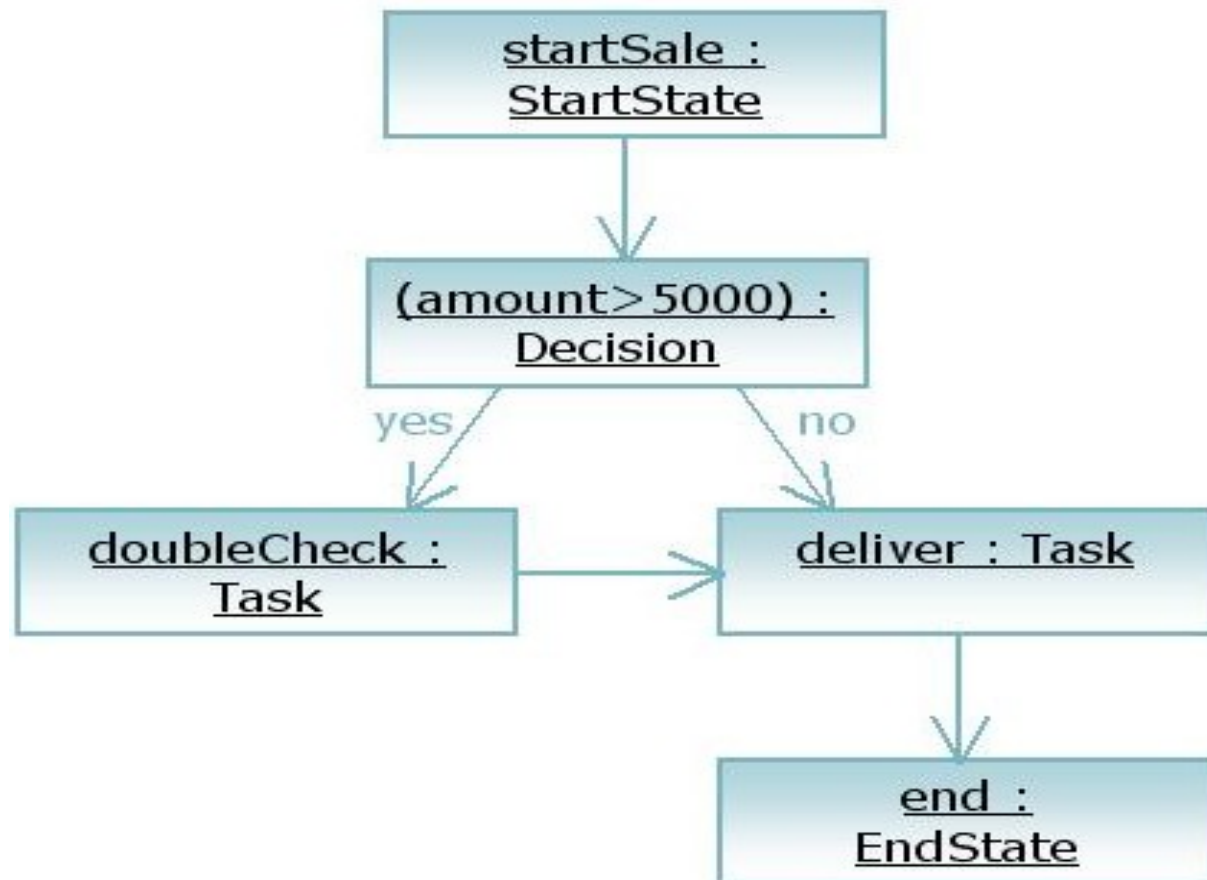 startSale :
StartState
(amount>5000) :
Decision
yes
no
doubleCheck :
Task
deliver : Task
end :
EndState